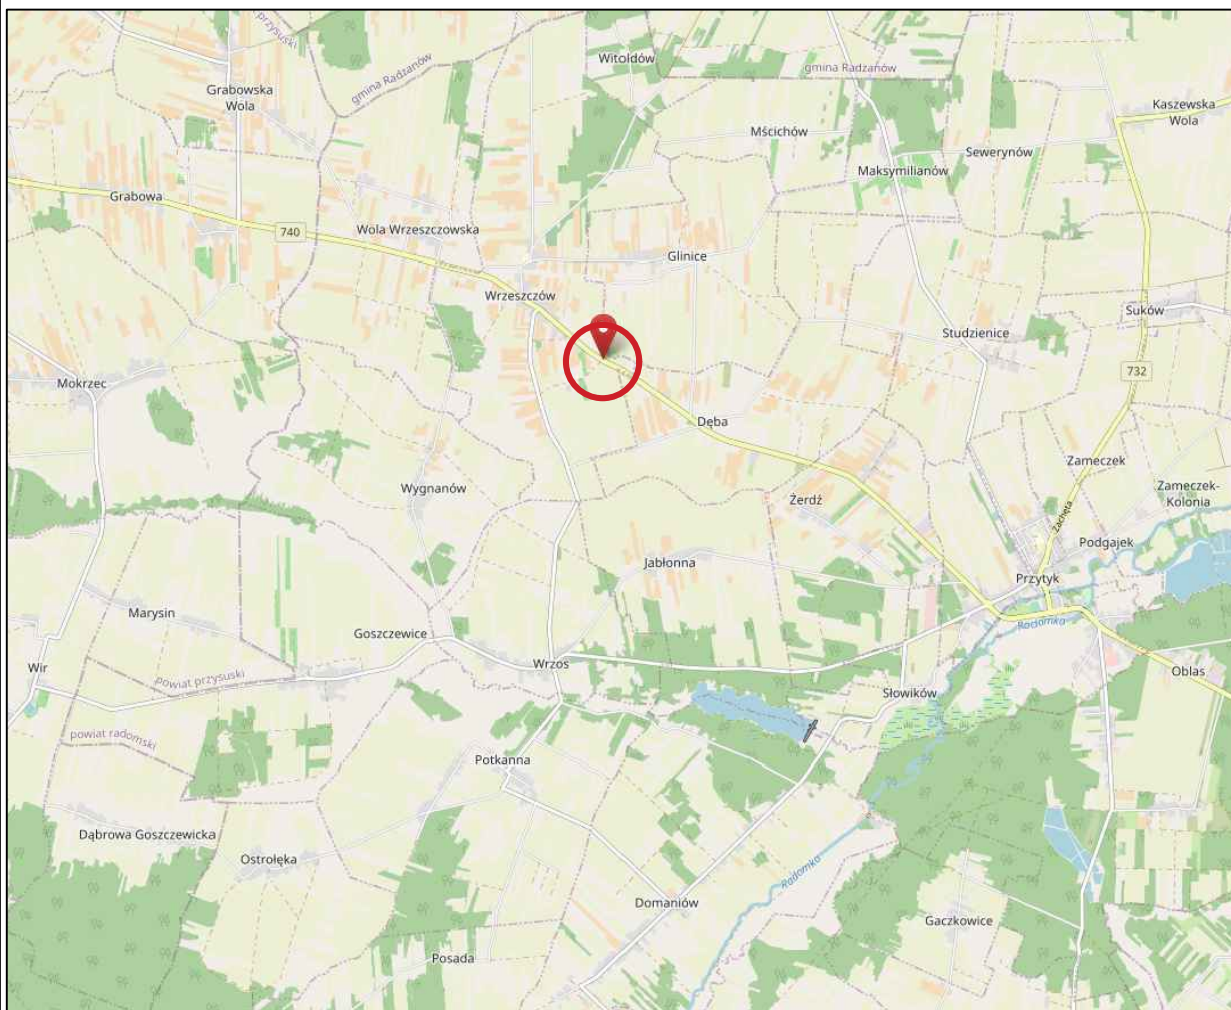 przysuski
Witoldów
gmina Radzanów
gmina Radzanów
Grabowska
Wola
Kaszewska
Wola
Mścichów
Sewerynów
Maksymilianów
Grabowa
740
Wola Wrzeszczowska
Glinice
Wrzeszczów
Suków
Studzienice
732
Mokrzec
Dęba
Zameczek
Wygnanów
Żerdź
Zameczek-
Kolonia
Zachęta
Podgajek
Jabłonna
Przytyk
Marysin
Radomka
Goszczewice
Wrzos
Wir
Oblas
powiat przysuski
Słowików
powiat radomski
Potkanna
Dąbrowa Goszczewicka
Ostrołęka
Radomka
Domaniów
Gaczkowice
Posada